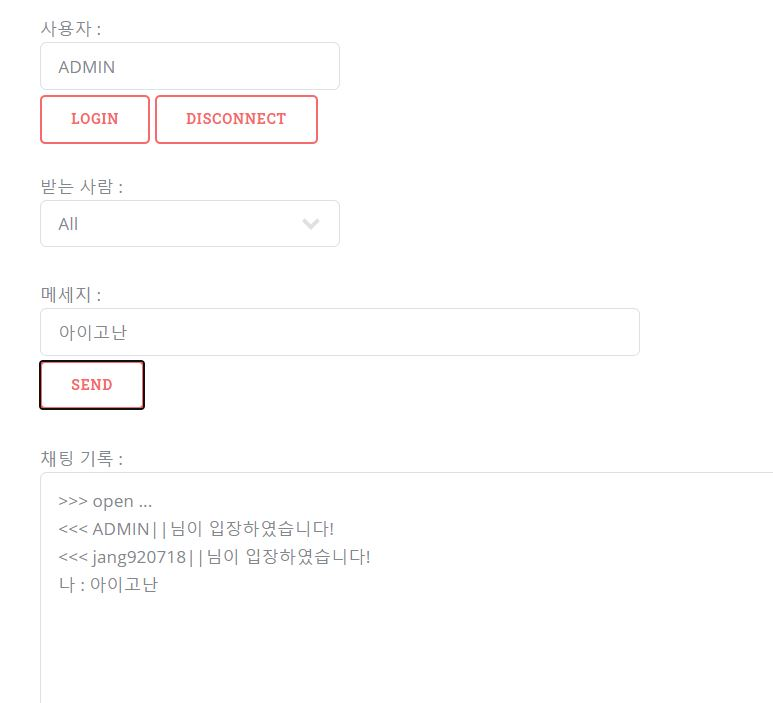 사용자 :
ADMIN
LOGIN DISCONNECT
받는 사람 :
All
메세지 :
아이고난
SEND
채팅 기록 :
>>> open ...
<<< ADMIN||님이 입장하였습니다!
<<< jang920718||님이 입장하였습니다!
나 : 아이고난